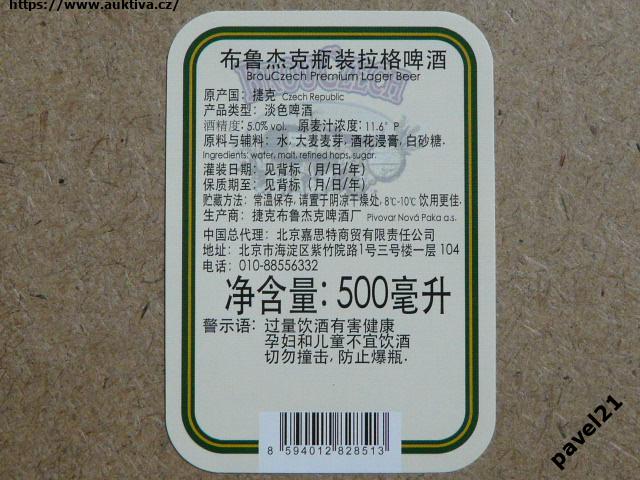 https://www.auktiva.cz/
布鲁杰克瓶装拉格啤酒
BrouCzech Premium Lager Beer
BROUCZECH
原产国：捷克 Czech Republic
产品类型：淡色啤酒
酒精度：5.0% vol. 原麦汁浓度：11.6° P
原料与辅料：水, 大麦麦芽, 酒花浸膏, 白砂糖.
Ingredients: water, malt, refined hops, sugar.
灌装日期：见背标（月/日/年）
保质期至：见背标（月/日/年）
贮藏方法：常温保存, 请置于阴凉干燥处, 8℃-10℃ 饮用更佳.
生产商：捷克布鲁杰克啤酒厂 Pivovar Nová Paka a.s.
中国总代理：北京嘉思特商贸有限责任公司
地址：北京市海淀区紫竹院路1号三号楼一层 104
电话：010-88556332
净含量：500毫升
警示语：过量饮酒有害健康
孕妇和儿童不宜饮酒
切勿撞击, 防止爆瓶.
8 594012 828513
pavel21